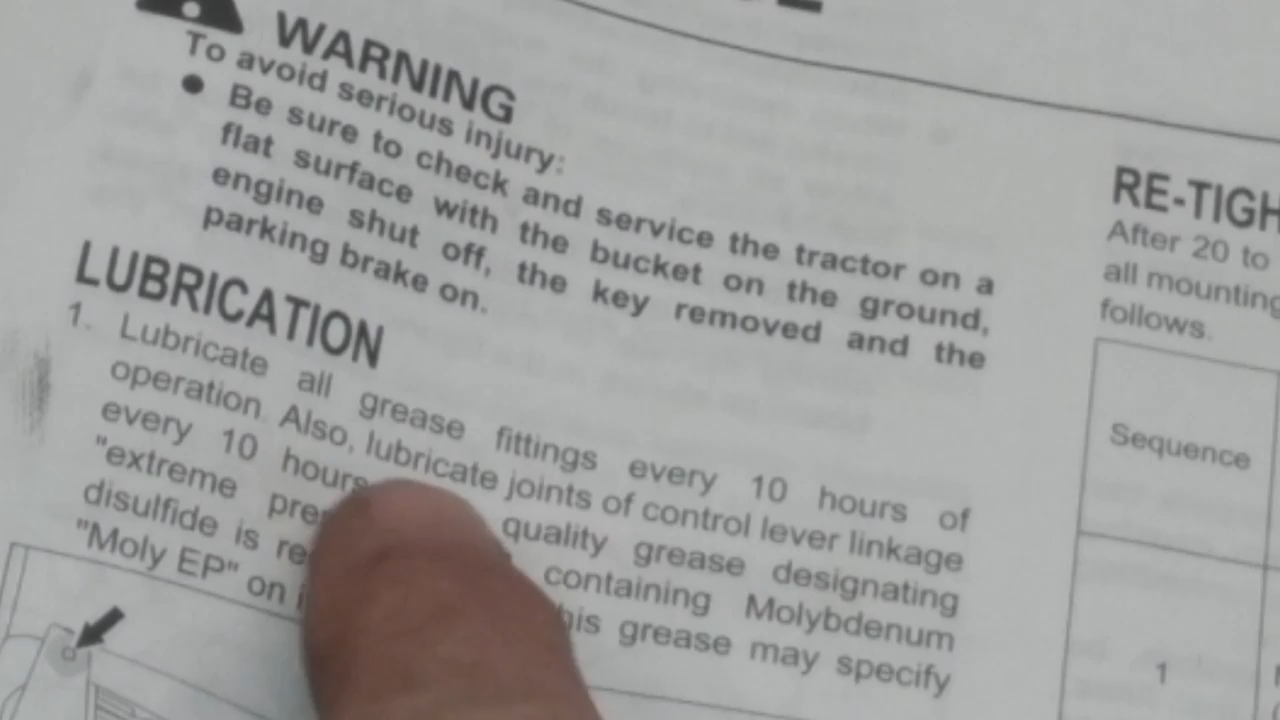 WARNING
To avoid serious injury:
● Be sure to check and service the tractor on a
flat surface with the bucket on the ground,
engine shut off, the key removed and the
parking brake on.
LUBRICATION
1. Lubricate all grease fittings every 10 hours of
operation. Also, lubricate joints of control lever linkage
every 10 hours quality grease designating
"extreme containing Molybdenum
disulfide is grease may specify
"Moly EP" on
RE-TIGH
After 20 to
all mounting
follows.
Sequence
1